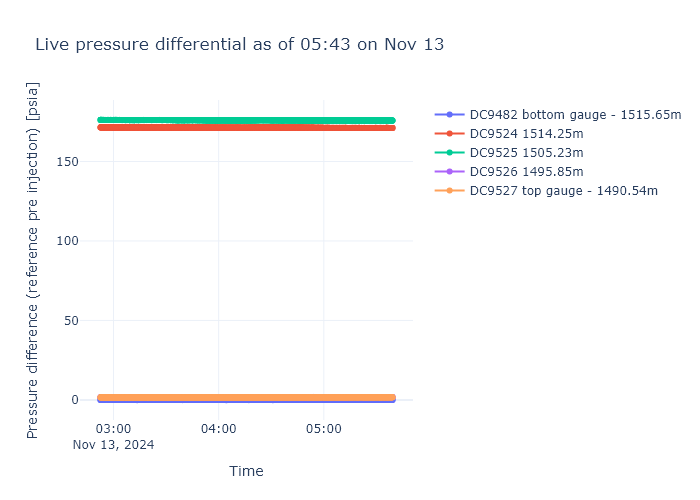 Live pressure differential as of 05:43 on Nov 13
Pressure difference (reference pre injection) [psia]
150
100
50
0
03:00
Nov 13, 2024
04:00
05:00
Time
DC9482 bottom gauge - 1515.65m
DC9524 1514.25m
DC9525 1505.23m
DC9526 1495.85m
DC9527 top gauge - 1490.54m